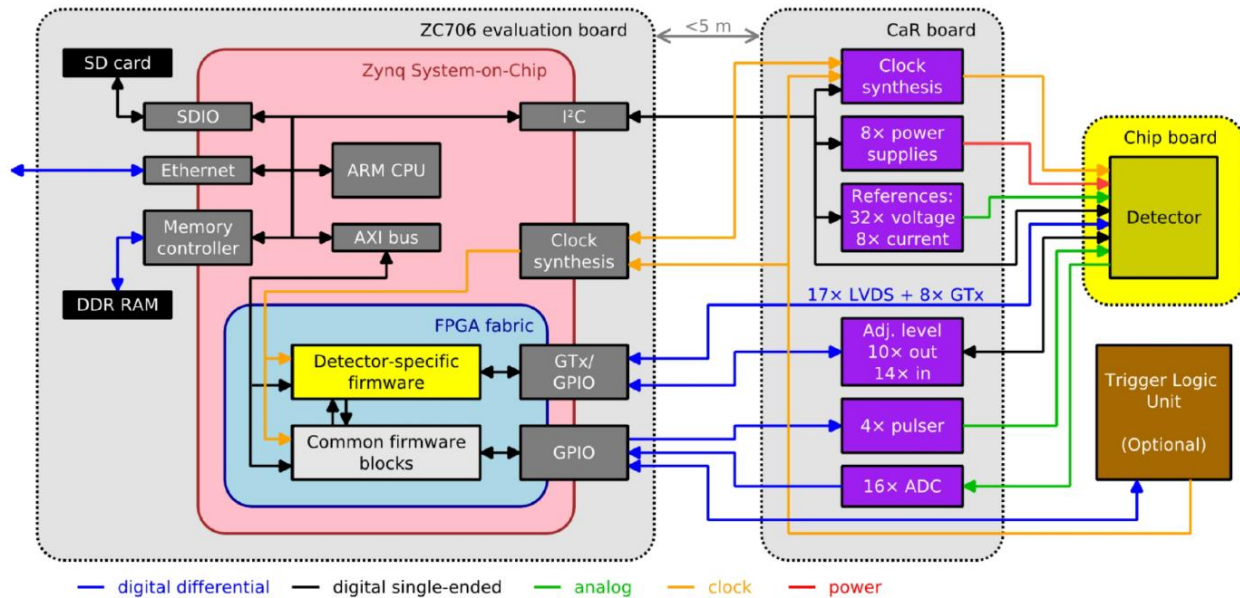 ZC706 evaluation board
<5 m
CaR board
SD card
Zynq System-on-Chip
Clock
synthesis
SDIO
I²C
Chip board
Ethernet
ARM CPU
8× power
supplies
Memory
controller
AXI bus
Clock
synthesis
References:
32× voltage
8× current
Detector
DDR RAM
17× LVDS + 8× GTx
FPGA fabric
Detector-specific
firmware
GTx/
GPIO
Adj. level
10× out
14× in
Trigger Logic
Unit
(Optional)
Common firmware
blocks
GPIO
4× pulser
16× ADC
digital differential
digital single-ended
analog
clock
power